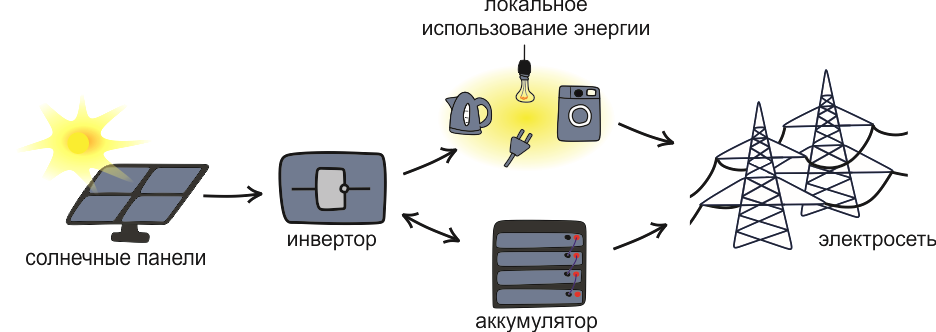 локальное
использование энергии
инвертор
электросеть
солнечные панели
аккумулятор